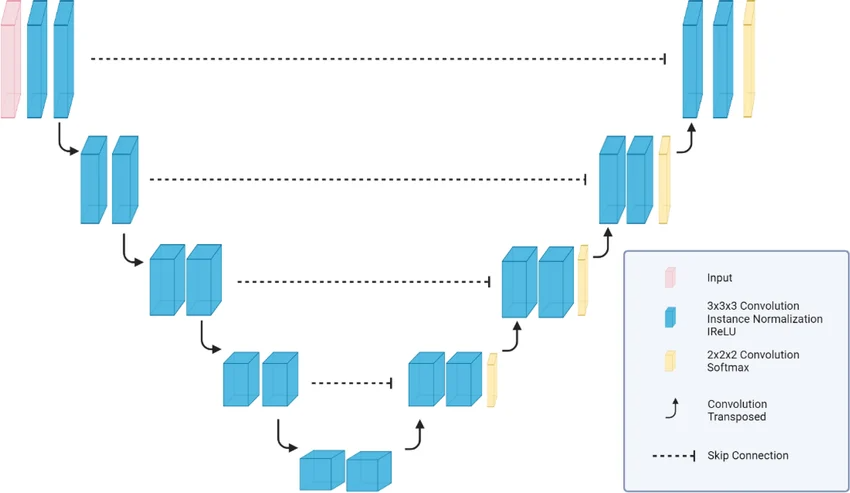 Input
3x3x3 Convolution
Instance Normalization
lReLU
2x2x2 Convolution
Softmax
Convolution
Transposed
Skip Connection